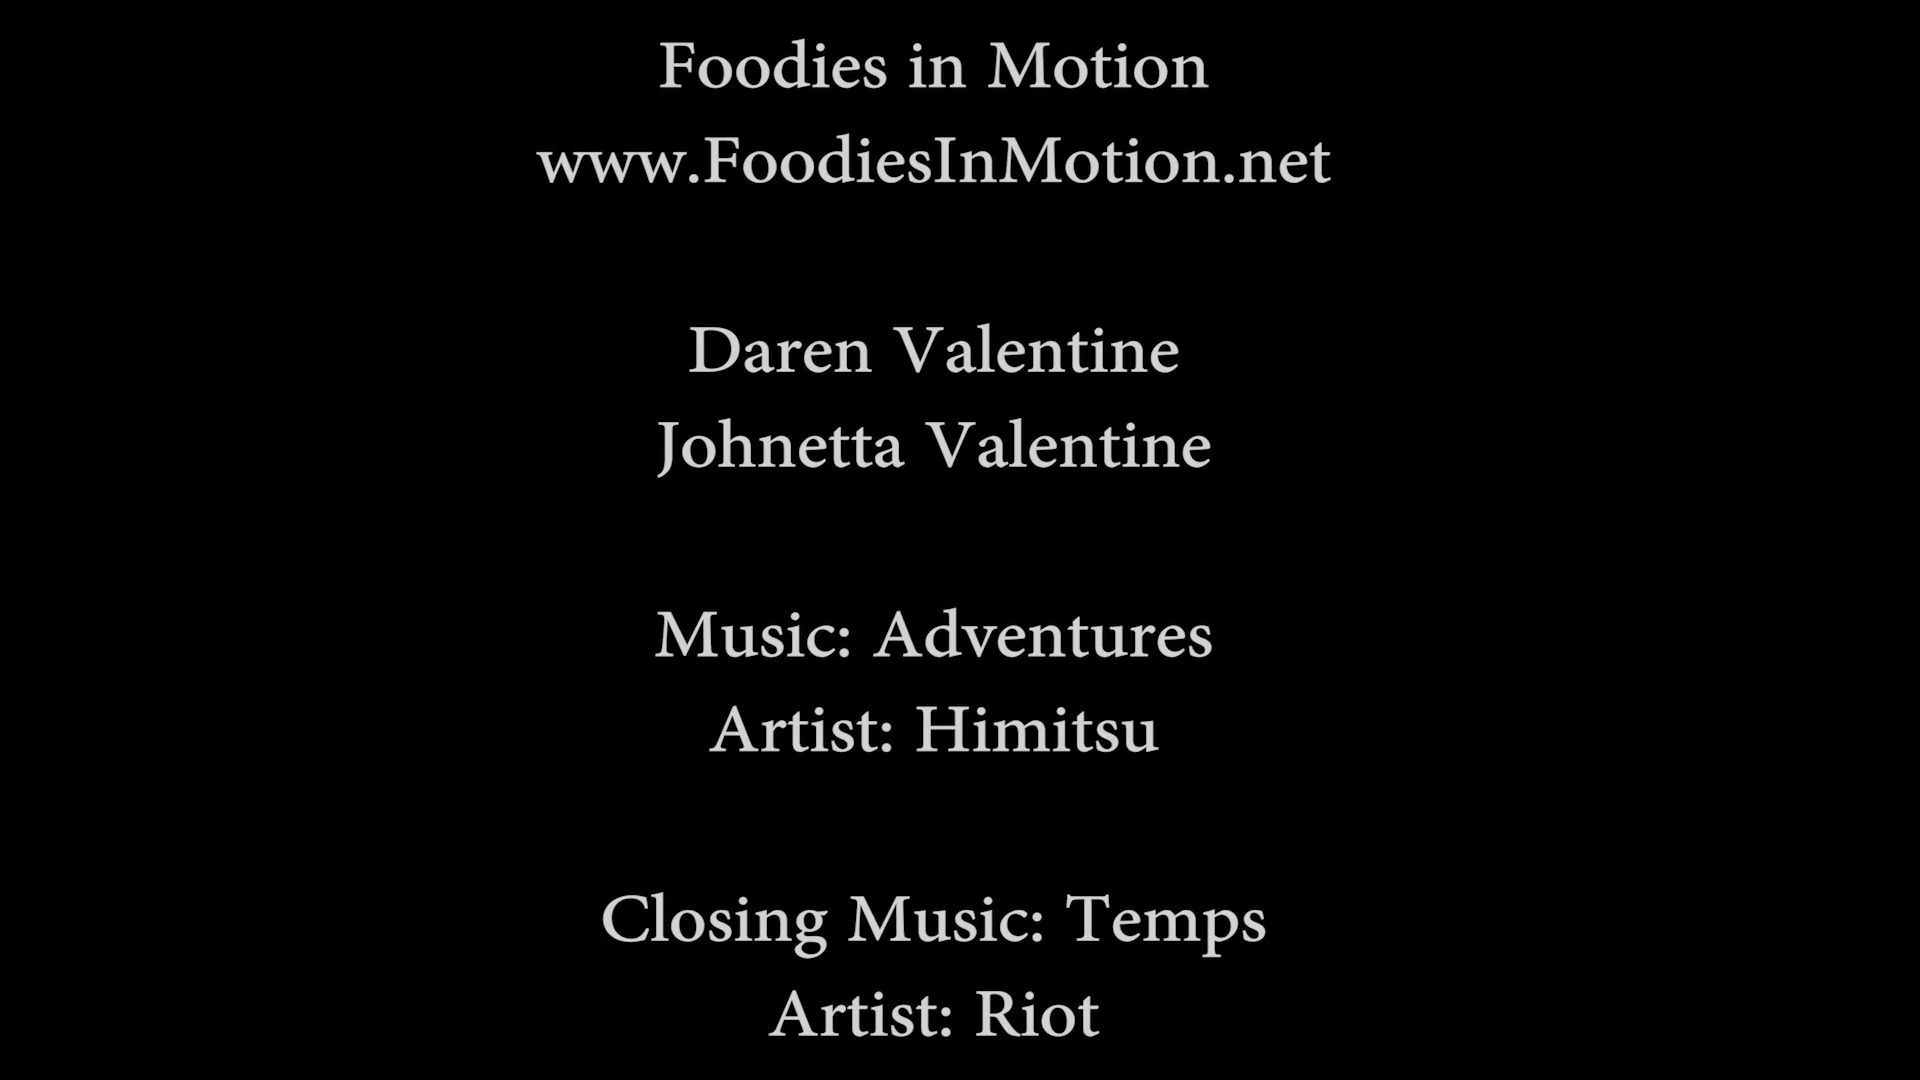 Foodies in Motion
www.FoodiesInMotion.net
Daren Valentine
Johnetta Valentine
Music: Adventures
Artist: Himitsu
Closing Music: Temps
Artist: Riot